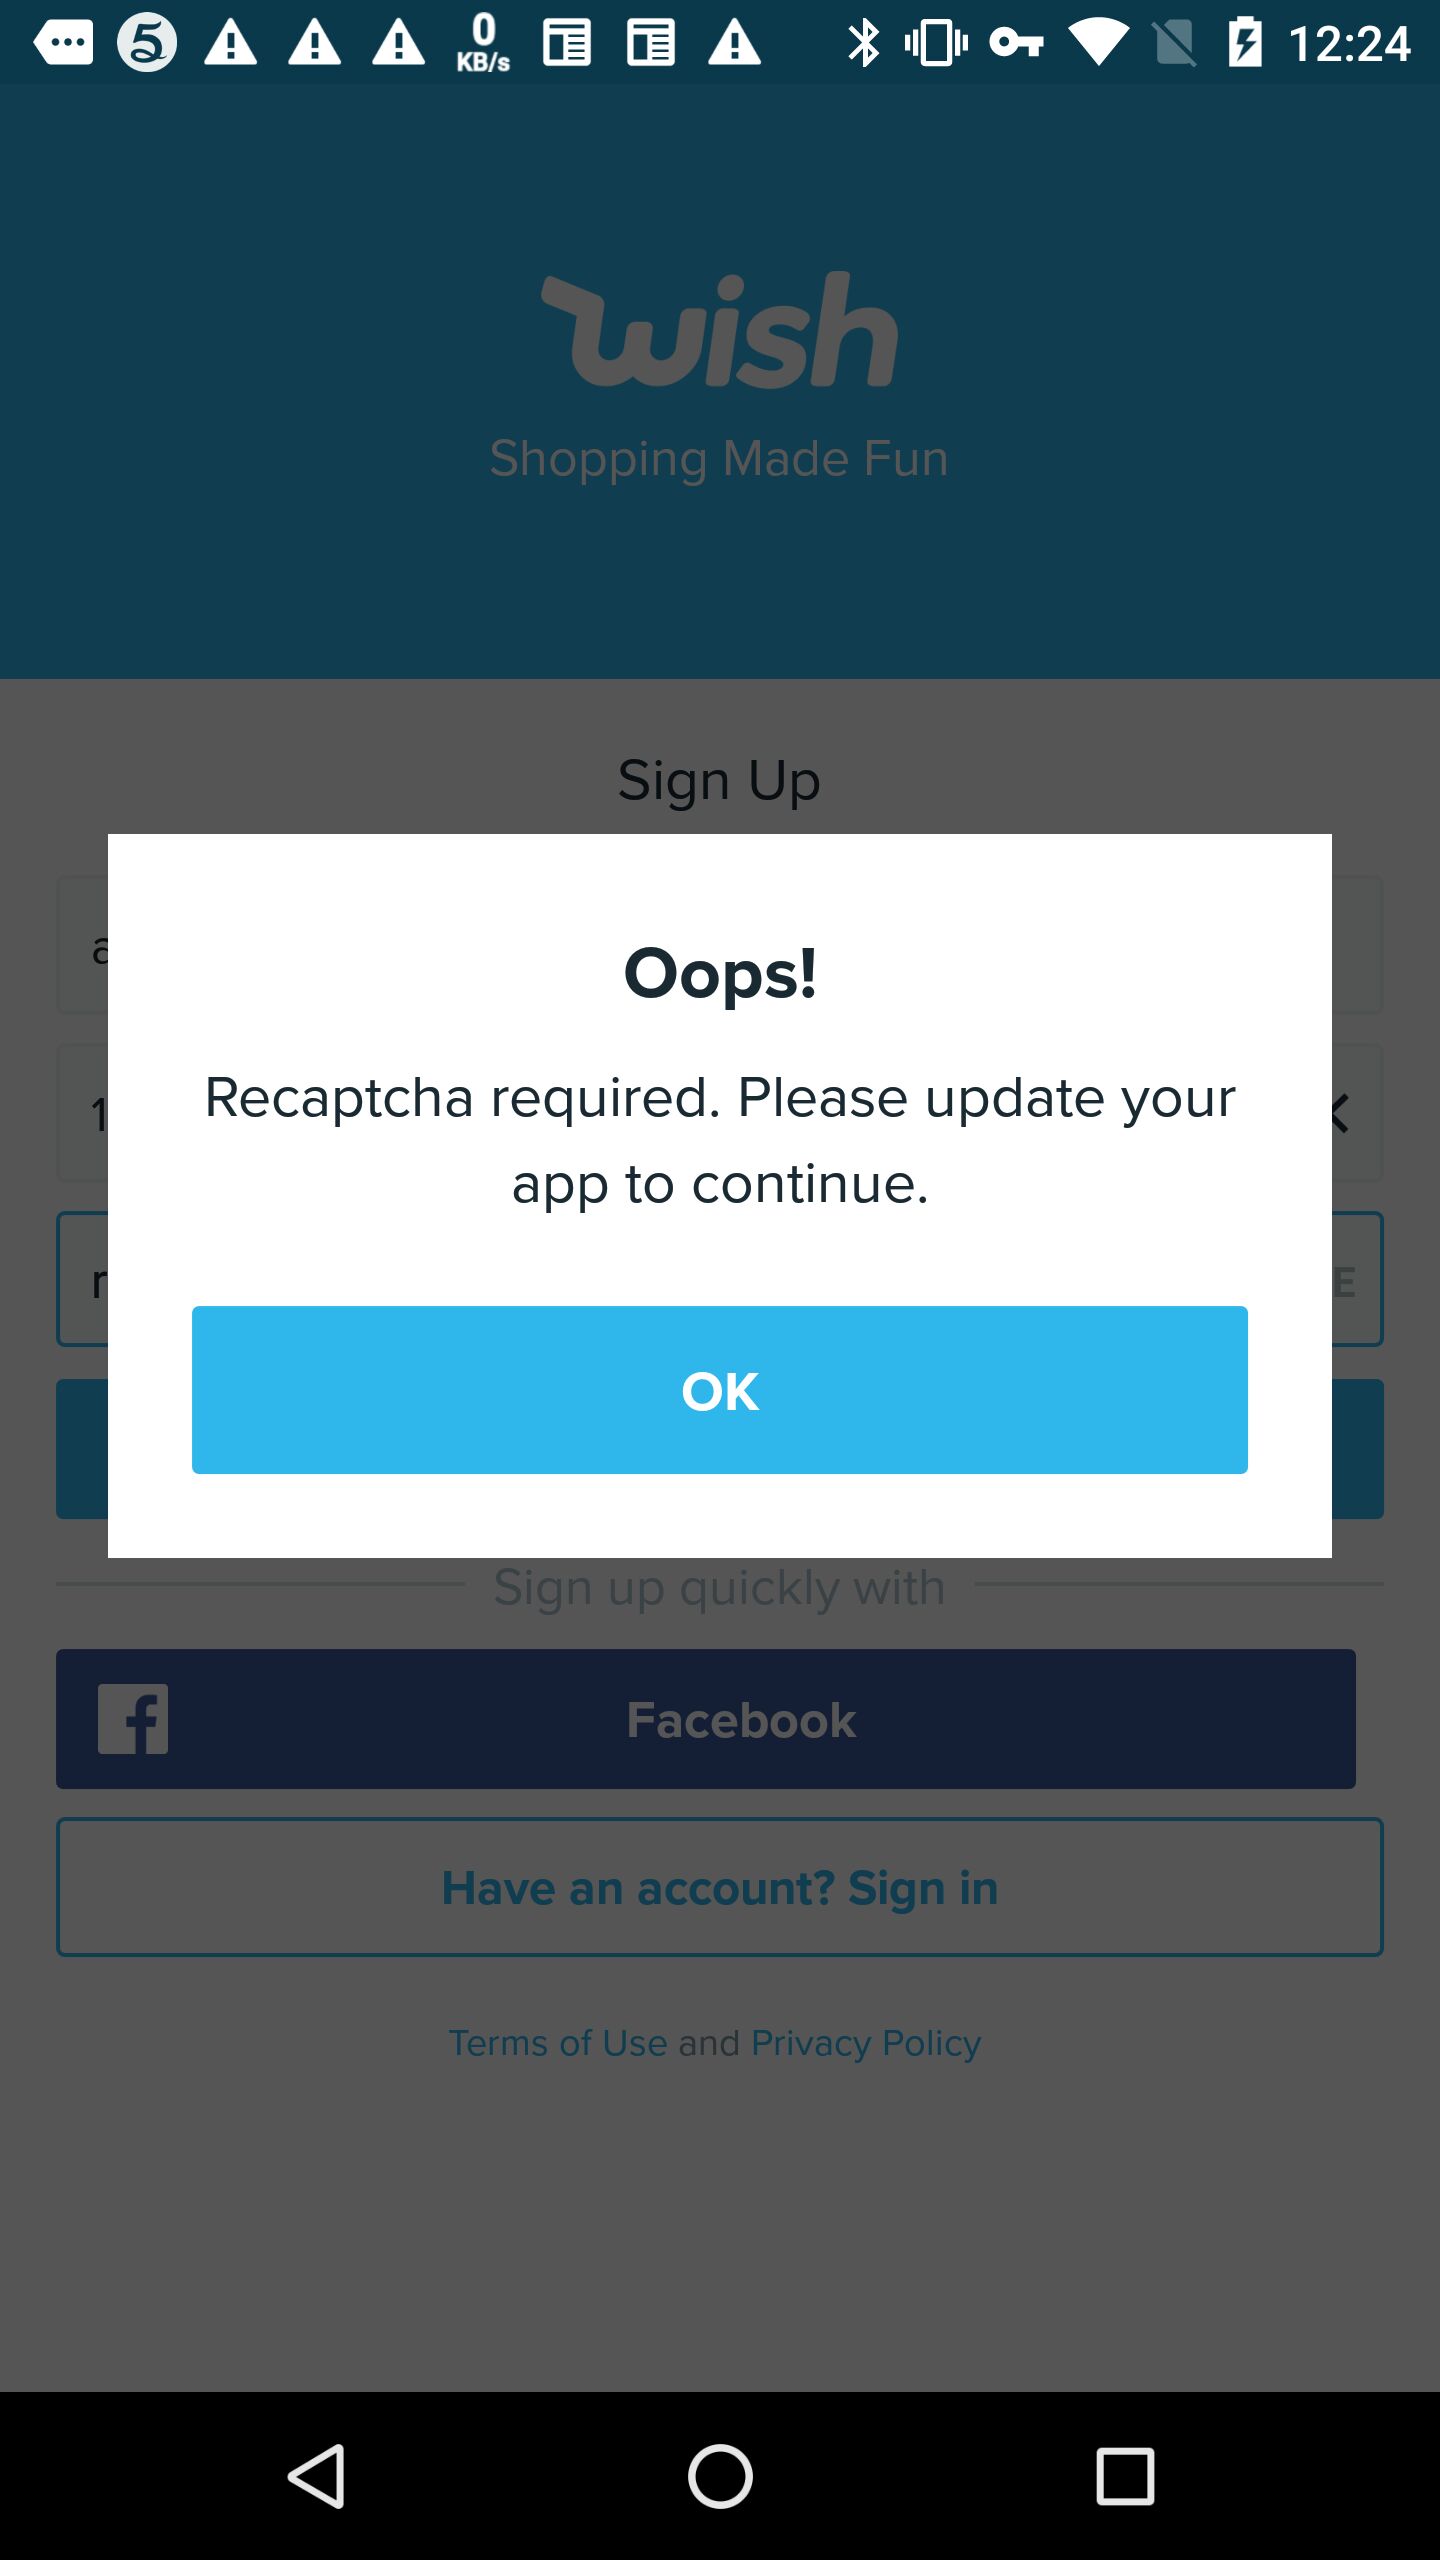 0
KB/s
12:24
wish
Shopping Made Fun
Sign Up
Oops!
Recaptcha required. Please update your
app to continue.
OK
Sign up quickly with
Facebook
Have an account? Sign in
Terms of Use and Privacy Policy